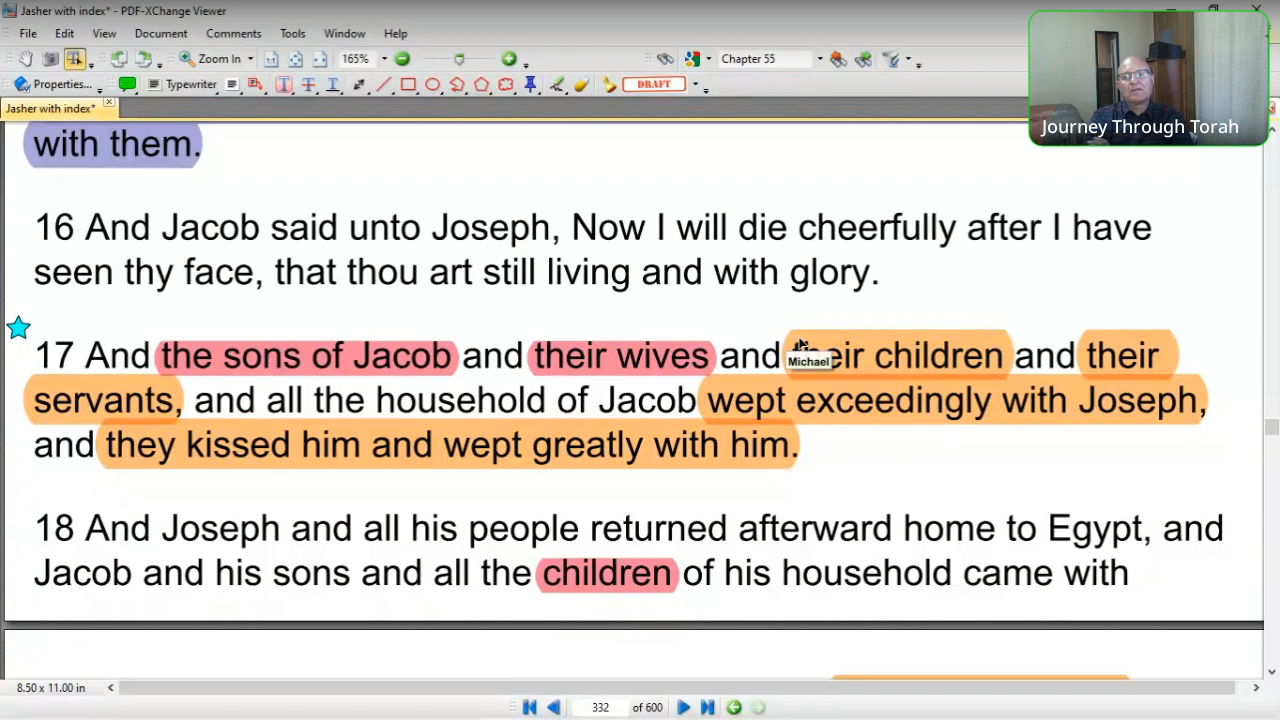 Jasher with index* - PDF-XChange Viewer
File Edit View Document Comments Tools Window Help
Zoom In 165% Chapter 55
Properties... Typewriter DRAFT
Jasher with index*
Journey Through Torah
with them.
16 And Jacob said unto Joseph, Now I will die cheerfully after I have
seen thy face, that thou art still living and with glory.
17 And the sons of Jacob and their wives and their children and their
Michael
servants, and all the household of Jacob wept exceedingly with Joseph,
and they kissed him and wept greatly with him.
18 And Joseph and all his people returned afterward home to Egypt, and
Jacob and his sons and all the children of his household came with
8.50 x 11.00 in
332 of 600